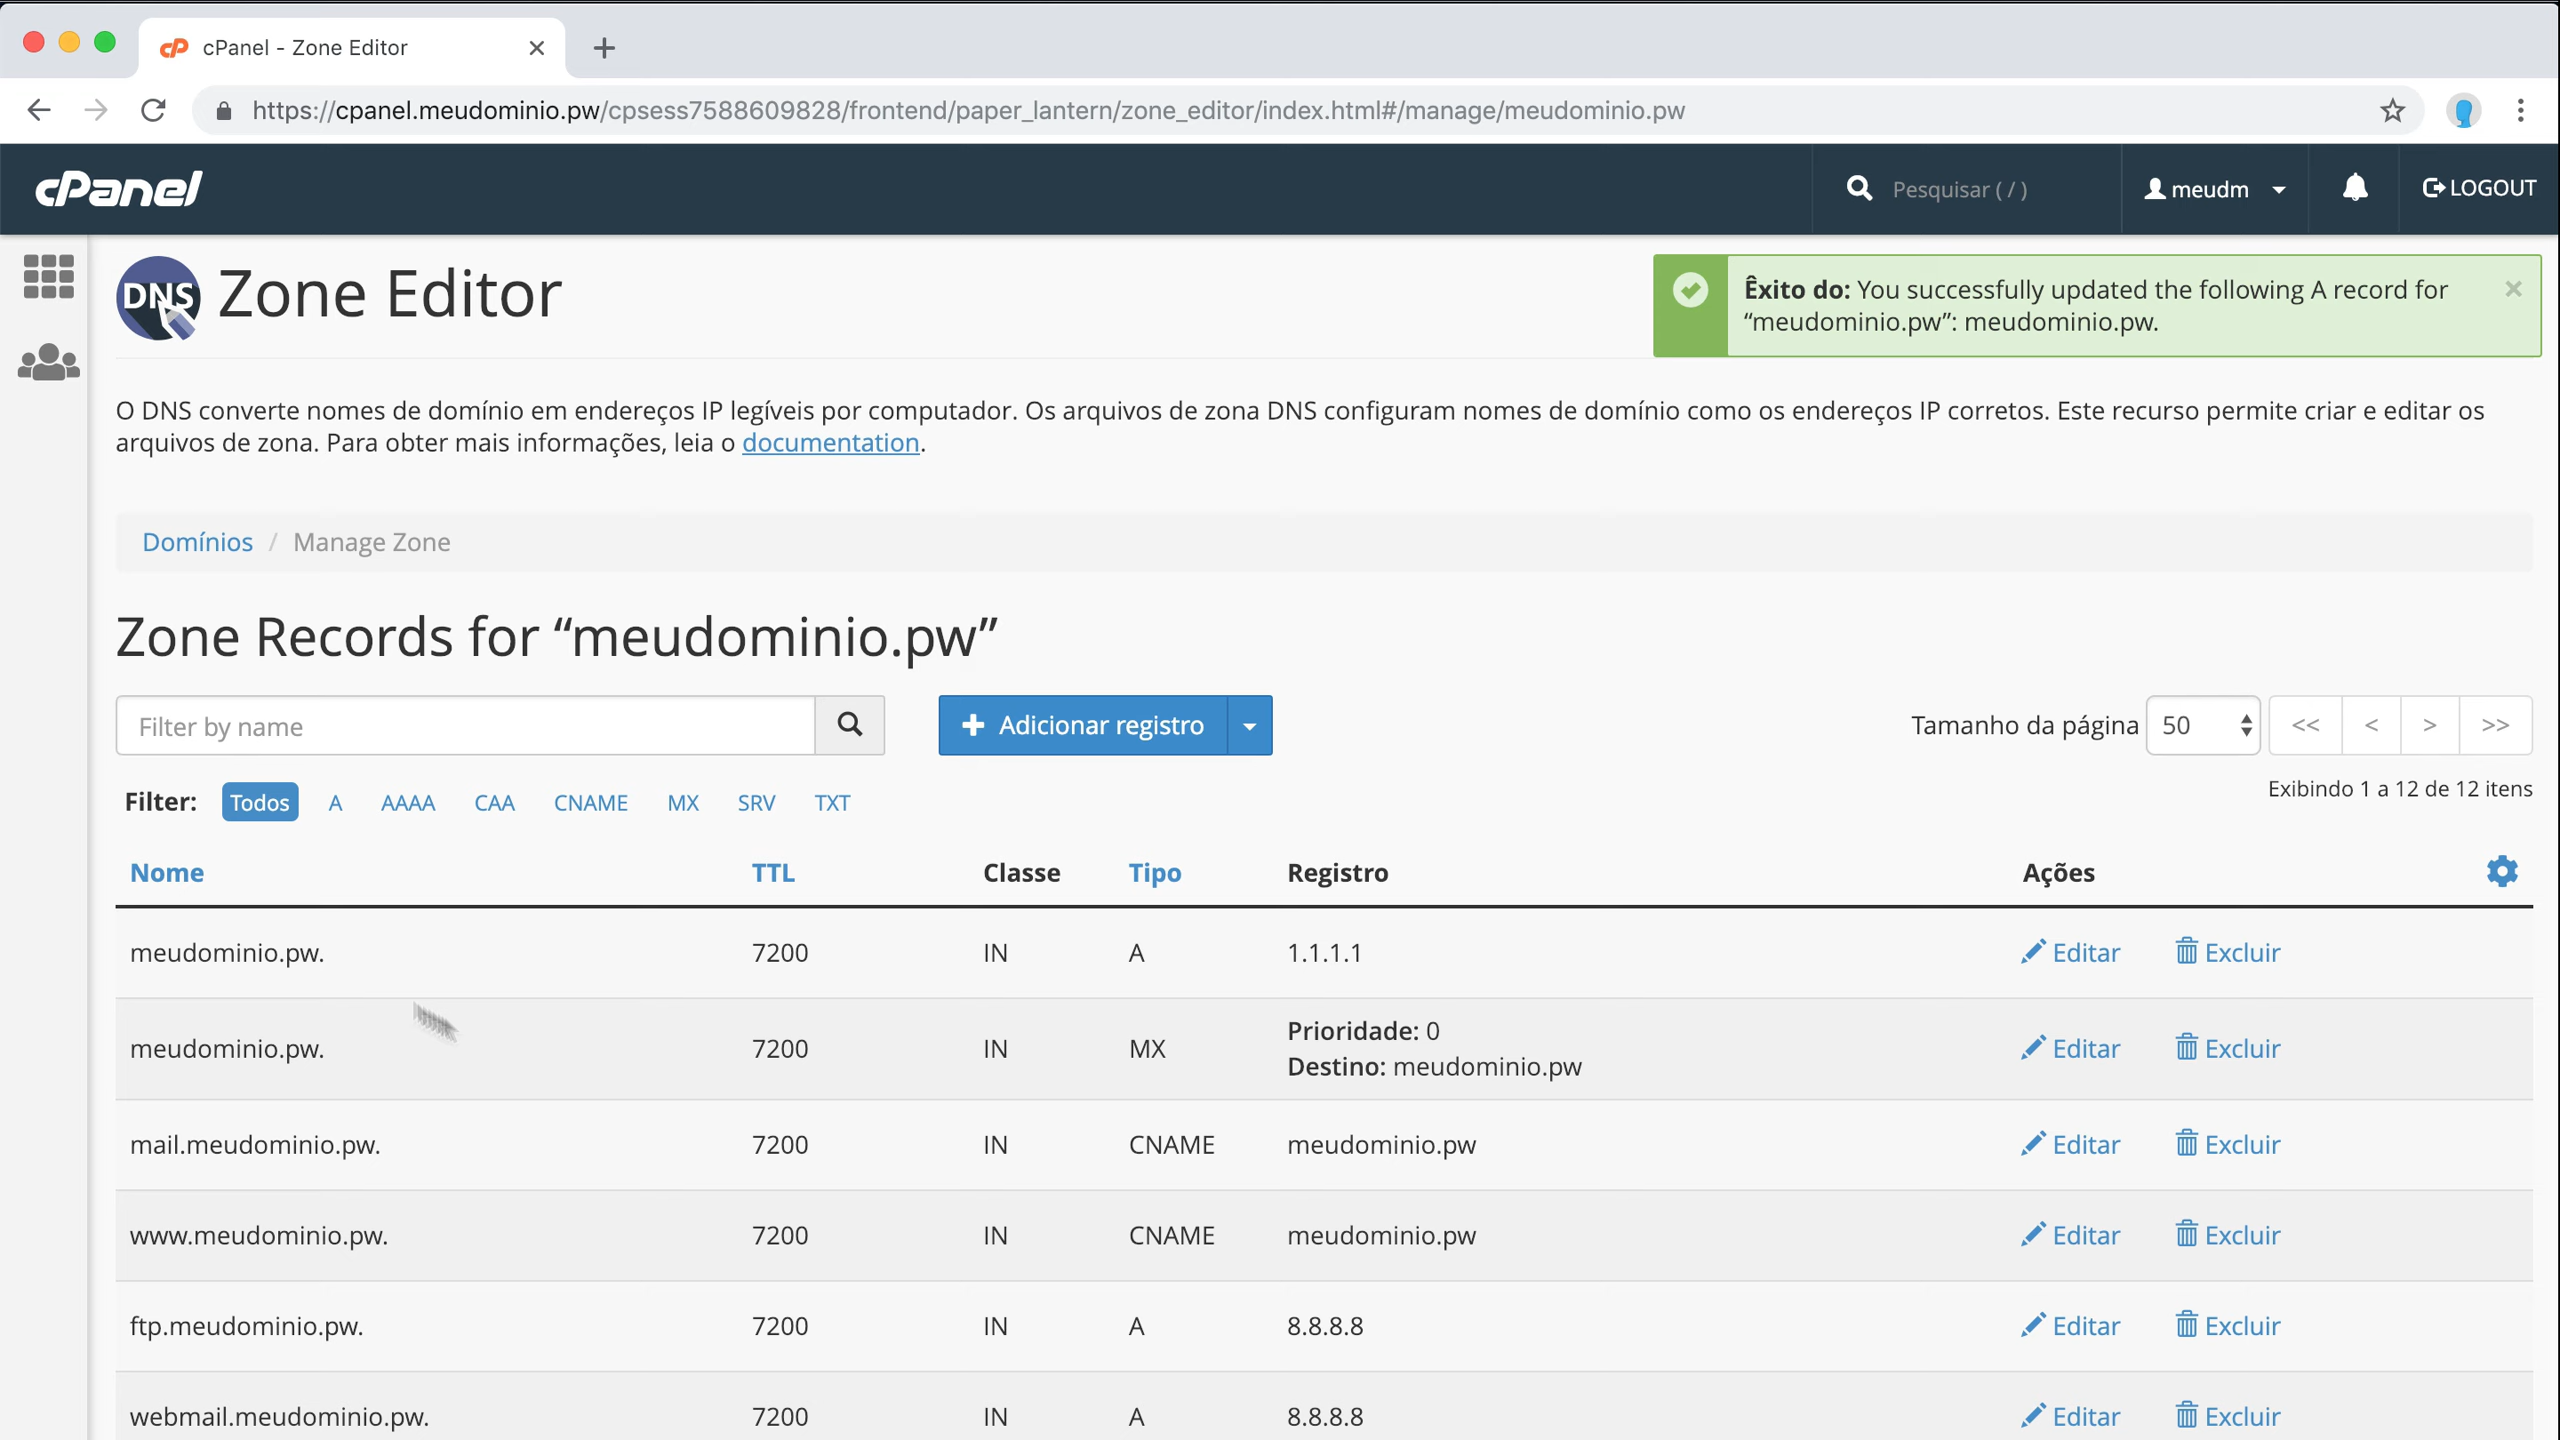 cPanel - Zone Editor
https://cpanel.meudominio.pw/cpsess7588609828/frontend/paper_lantern/zone_editor/index.html#/manage/meudominio.pw
cPanel
Pesquisar ( / )
meudm
LOGOUT
DNS
Zone Editor
Êxito do: You successfully updated the following A record for
“meudominio.pw”: meudominio.pw.
O DNS converte nomes de domínio em endereços IP legíveis por computador. Os arquivos de zona DNS configuram nomes de domínio como os endereços IP corretos. Este recurso permite criar e editar os
arquivos de zona. Para obter mais informações, leia o documentation.
Domínios / Manage Zone
Zone Records for “meudominio.pw”
Filter by name
+ Adicionar registro
Tamanho da página 50 << < > >>
Filter: Todos A AAAA CAA CNAME MX SRV TXT
Exibindo 1 a 12 de 12 itens
Nome TTL Classe Tipo Registro Ações
meudominio.pw. 7200 IN A 1.1.1.1 Editar Excluir
meudominio.pw. 7200 IN MX Prioridade: 0
Destino: meudominio.pw Editar Excluir
mail.meudominio.pw. 7200 IN CNAME meudominio.pw Editar Excluir
www.meudominio.pw. 7200 IN CNAME meudominio.pw Editar Excluir
ftp.meudominio.pw. 7200 IN A 8.8.8.8 Editar Excluir
webmail.meudominio.pw. 7200 IN A 8.8.8.8 Editar Excluir